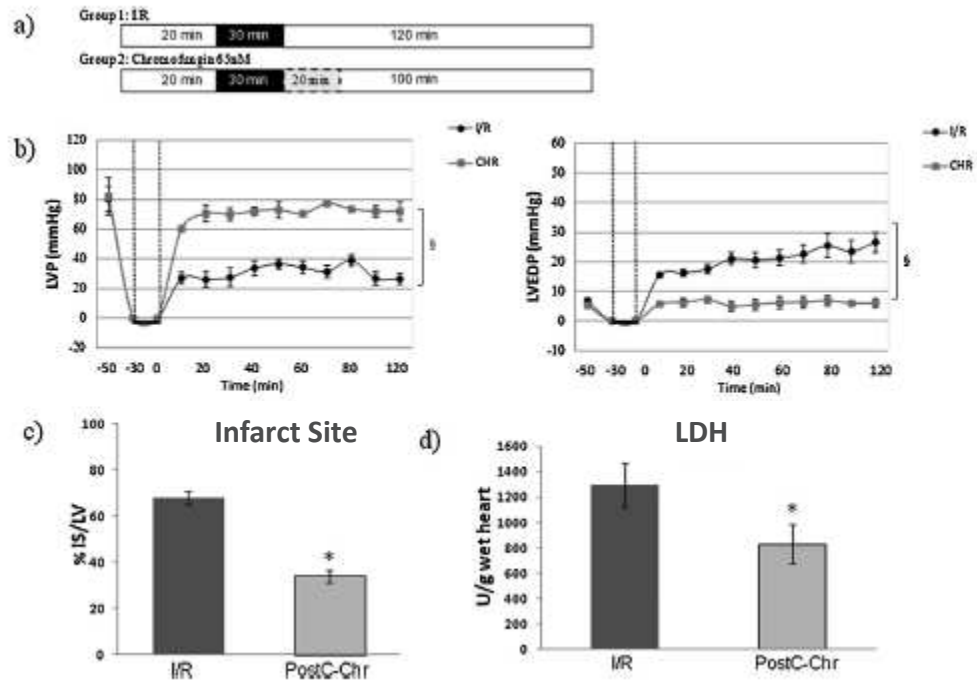 a)
Group 1: I/R
20 min 30 min 120 min
Group 2: Chromofungin 65nM
20 min 30 min 20 min 100 min
b)
I/R
CHR
LVP (mmHg)
120
100
80
60
40
20
0
-20
-50 -30 0 20 40 60 80 120
Time (min)
§
I/R
CHR
LVEDP (mmHg)
60
50
40
30
20
10
0
-10
-50 -30 0 20 40 60 80 120
Time (min)
§
c)
Infarct Site
% IS/LV
100
80
60
40
20
0
*
I/R PostC-Chr
d)
LDH
U/g wet heart
1600
1400
1200
1000
800
600
400
200
0
*
I/R PostC-Chr